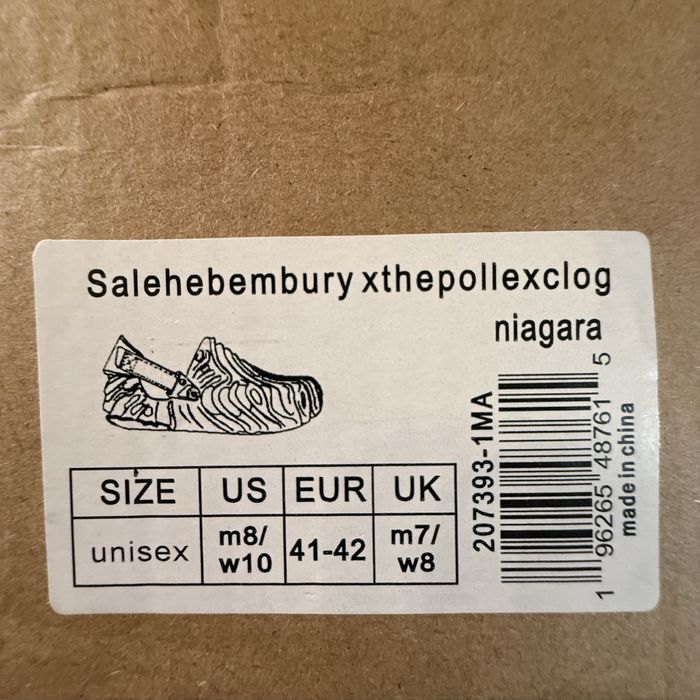 Salehebembury xthepollexclog
niagara
SIZE US EUR UK
unisex m8/ w10 41-42 m7/ w8
207393-1MA
1 96265 48761 5
made in china